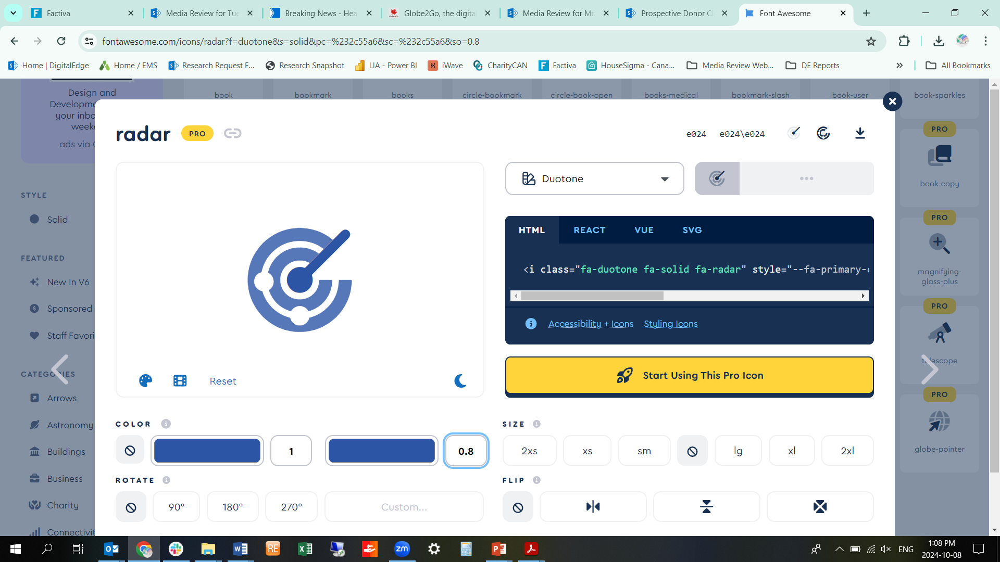 Factiva
Media Review for Tue
Breaking News - Hea
Globe2Go, the digita
Media Review for Mo
Prospective Donor C
Font Awesome
fontawesome.com/icons/radar?f=duotone&s=solid&pc=%232c55a6&sc=%232c55a6&so=0.8
Home | DigitalEdge
Home / EMS
Research Request F...
Research Snapshot
LIA - Power BI
iWave
CharityCAN
Factiva
HouseSigma - Cana...
Media Review Web...
DE Reports
All Bookmarks
book
bookmark
books
circle-bookmark
circle-book-open
books-medical
bookmark-slash
book-user
book-sparkles
Design and
Developme
your inbo
week
ads via
radar
PRO
e024
e024\e024
PRO
book-copy
Duotone
STYLE
Solid
HTML
REACT
VUE
SVG
PRO
magnifying-
glass-plus
<i class="fa-duotone fa-solid fa-radar" style="--fa-primary-c
FEATURED
New In V6
Sponsored
Staff Favori
Accessibility + Icons
Styling Icons
PRO
telescope
CATEGORIES
Arrows
Astronomy
Buildings
Business
Charity
Connectivit
Reset
Start Using This Pro Icon
PRO
globe-pointer
COLOR
1
0.8
SIZE
2xs
xs
sm
lg
xl
2xl
ROTATE
90°
180°
270°
Custom...
FLIP
RE
zm
ENG
1:08 PM
2024-10-08